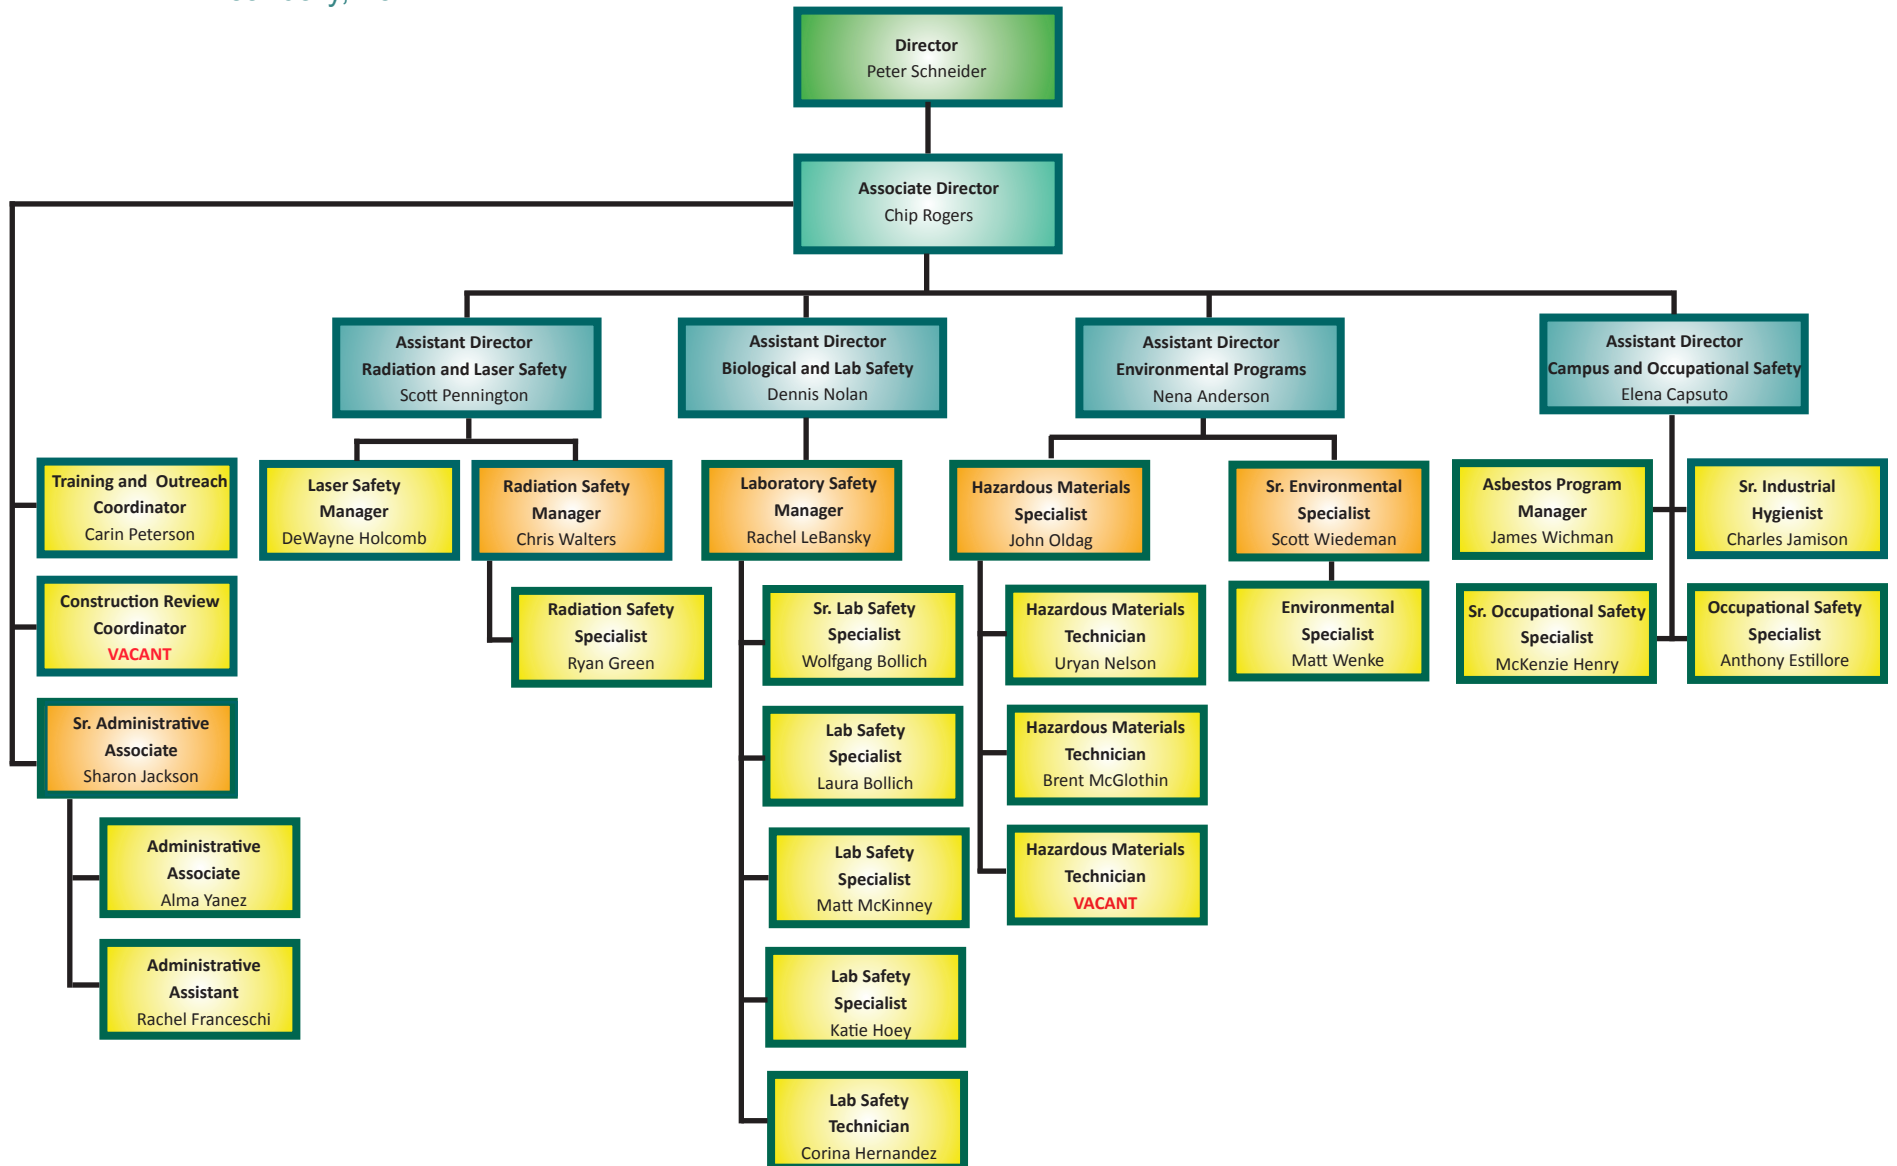 Director
Peter Schneider
Associate Director
Chip Rogers
Assistant Director
Radiation and Laser Safety
Scott Pennington
Assistant Director
Biological and Lab Safety
Dennis Nolan
Assistant Director
Environmental Programs
Nena Anderson
Assistant Director
Campus and Occupational Safety
Elena Capsuto
Training and Outreach
Coordinator
Carin Peterson
Construction Review
Coordinator
VACANT
Sr. Administrative
Associate
Sharon Jackson
Administrative
Associate
Alma Yanez
Administrative
Assistant
Rachel Franceschi
Laser Safety
Manager
DeWayne Holcomb
Radiation Safety
Manager
Chris Walters
Radiation Safety
Specialist
Ryan Green
Laboratory Safety
Manager
Rachel LeBansky
Sr. Lab Safety
Specialist
Wolfgang Bollich
Lab Safety
Specialist
Laura Bollich
Lab Safety
Specialist
Matt McKinney
Lab Safety
Specialist
Katie Hoey
Lab Safety
Technician
Corina Hernandez
Hazardous Materials
Specialist
John Oldag
Hazardous Materials
Technician
Uryan Nelson
Hazardous Materials
Technician
Brent McGlothin
Hazardous Materials
Technician
VACANT
Sr. Environmental
Specialist
Scott Wiedeman
Environmental
Specialist
Matt Wenke
Asbestos Program
Manager
James Wichman
Sr. Industrial
Hygienist
Charles Jamison
Sr. Occupational Safety
Specialist
McKenzie Henry
Occupational Safety
Specialist
Anthony Estillore